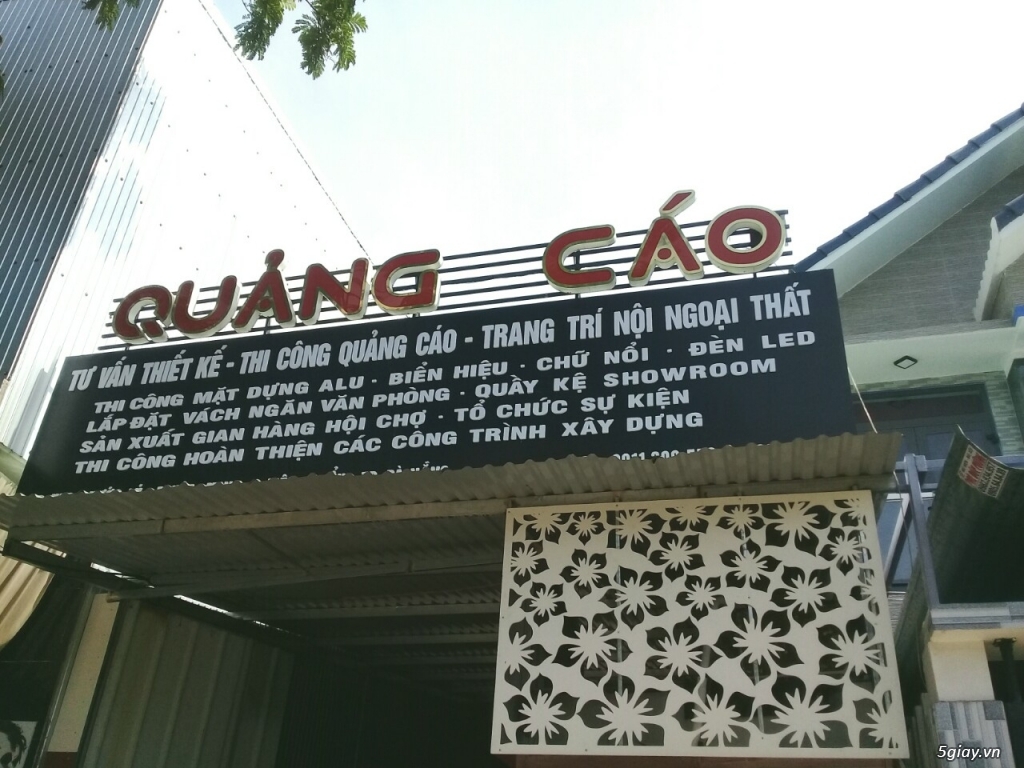 QUẢNG CÁO
TƯ VẤN THIẾT KẾ - THI CÔNG QUẢNG CÁO - TRANG TRÍ NỘI NGOẠI THẤT
THI CÔNG MẶT DỰNG ALU · BIỂN HIỆU · CHỮ NỔI · ĐÈN LED
LẮP ĐẶT VÁCH NGĂN VĂN PHÒNG · QUẦY KỆ SHOWROOM
SẢN XUẤT GIAN HÀNG HỘI CHỢ · TỔ CHỨC SỰ KIỆN
THI CÔNG HOÀN THIỆN CÁC CÔNG TRÌNH XÂY DỰNG
5giay.vn